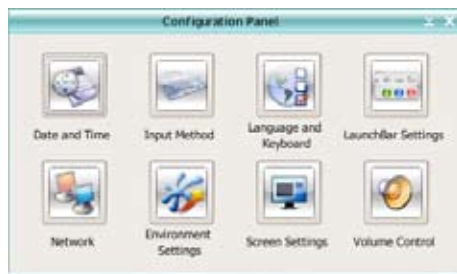 Configuration Panel
Date and Time
Input Method
Language and
Keyboard
LaunchBar Settings
Network
Environment
Settings
Screen Settings
Volume Control